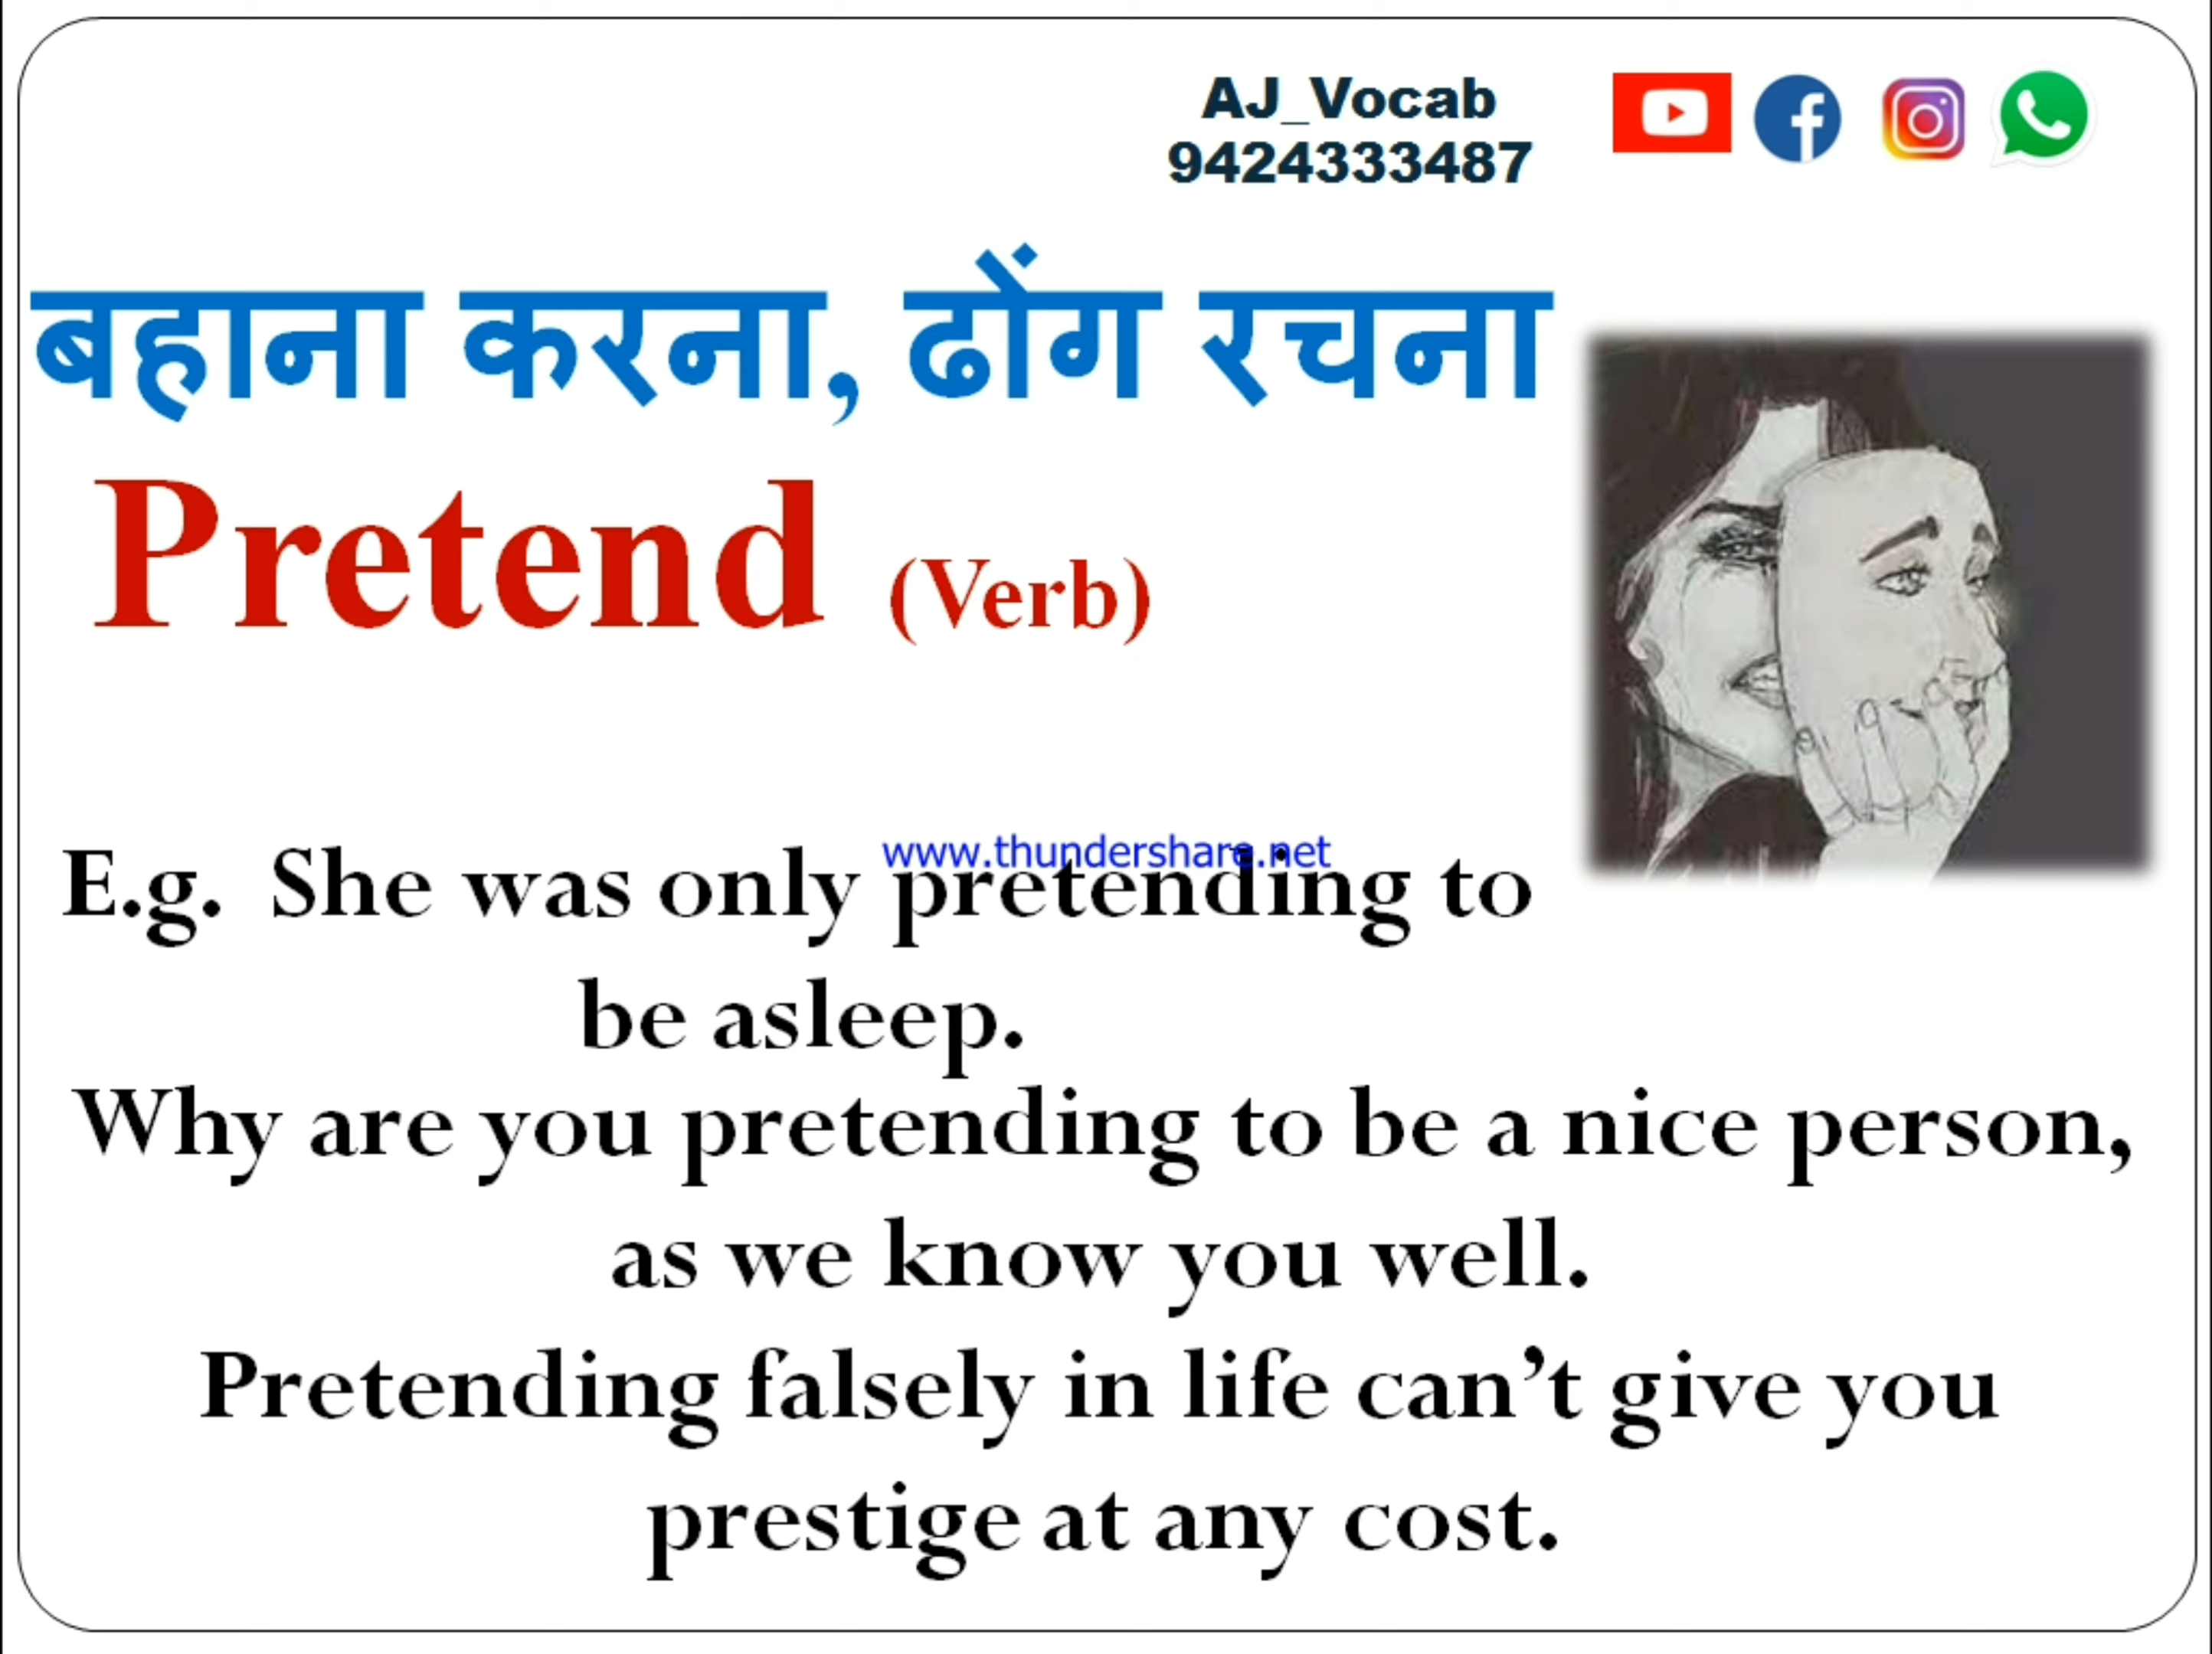 AJ_Vocab
9424333487
बहाना करना, ढोंग रचना
Pretend (Verb)
www.thundershare.net
E.g. She was only pretending to
be asleep.
Why are you pretending to be a nice person,
as we know you well.
Pretending falsely in life can’t give you
prestige at any cost.